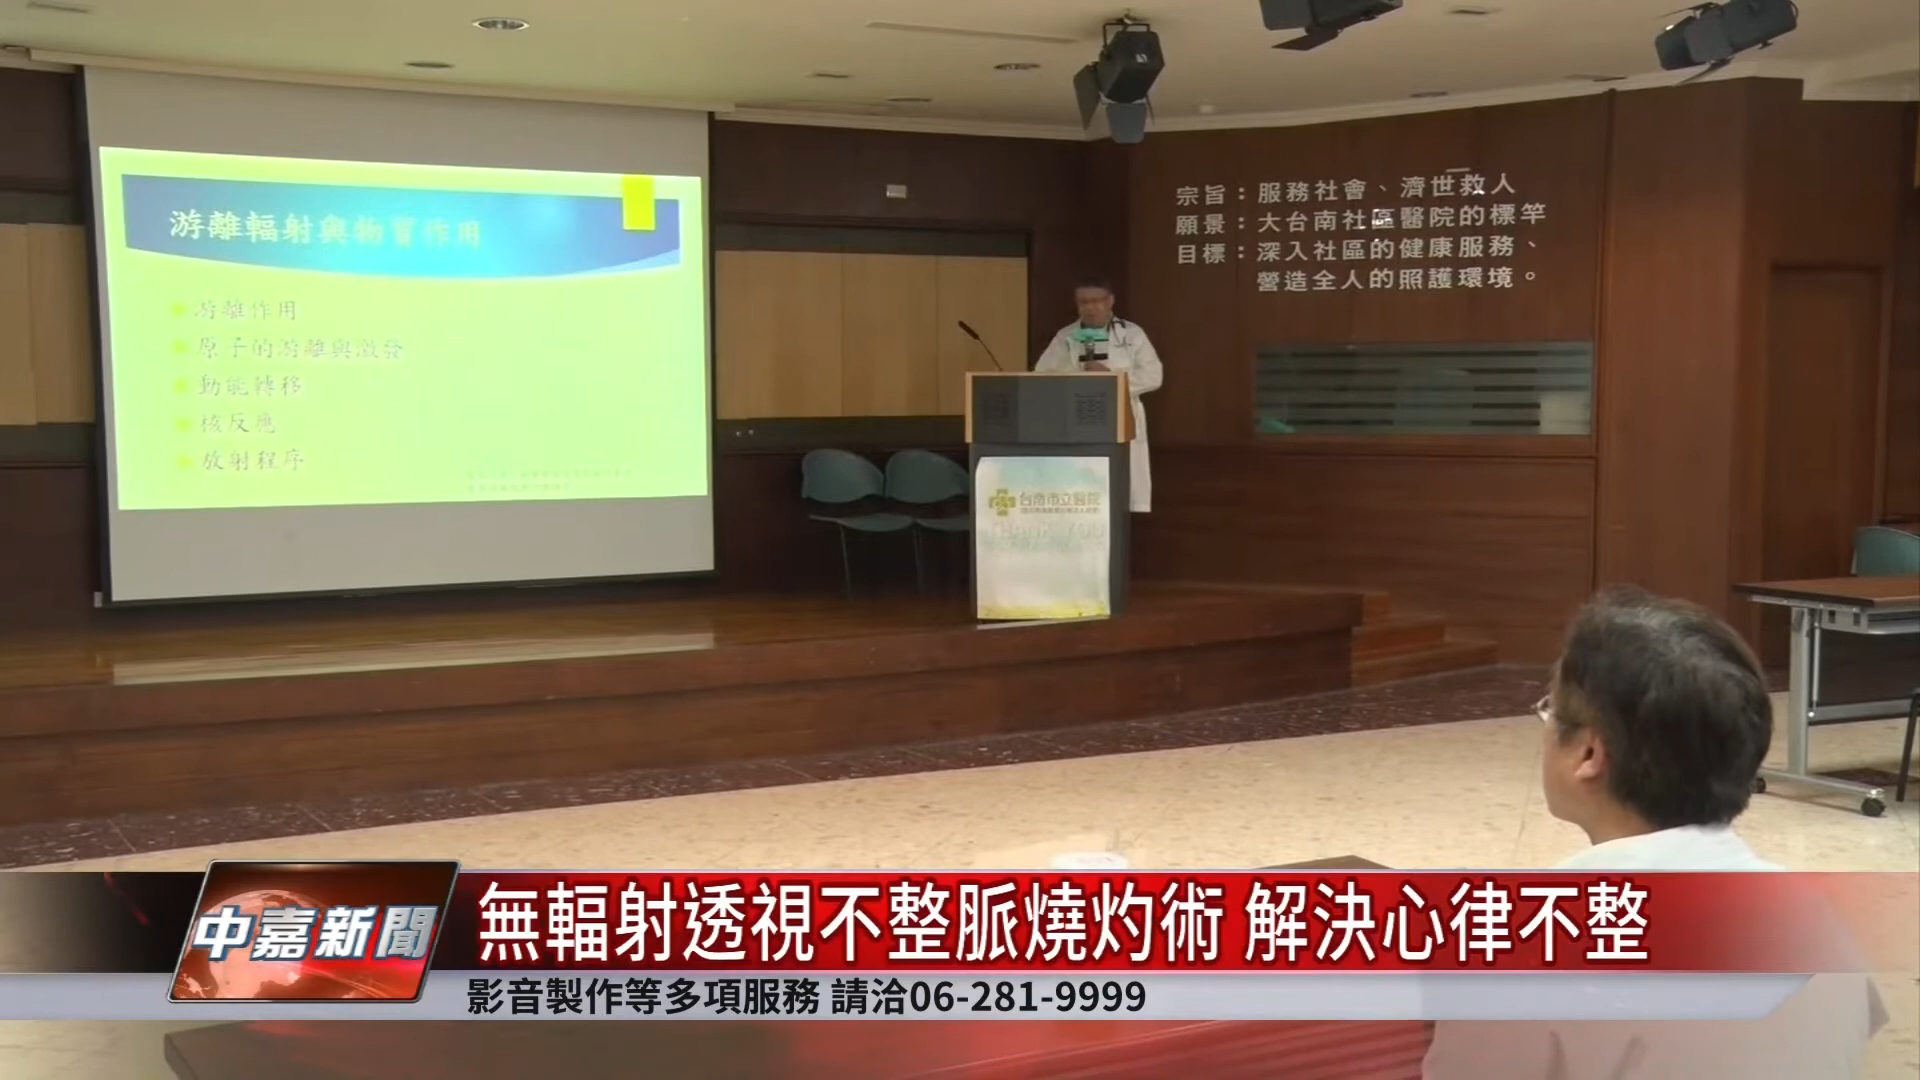 游離輻射與物質作用
游離作用
原子的游離與激發
動能轉移
核反應
放射程序
宗旨：服務社會、濟世救人
願景：大台南社區醫院的標竿
目標：深入社區的健康服務、
營造全人的照護環境。
台南市立醫院
THANK YOU
中嘉新聞
無輻射透視不整脈燒灼術 解決心律不整
影音製作等多項服務 請洽06-281-9999